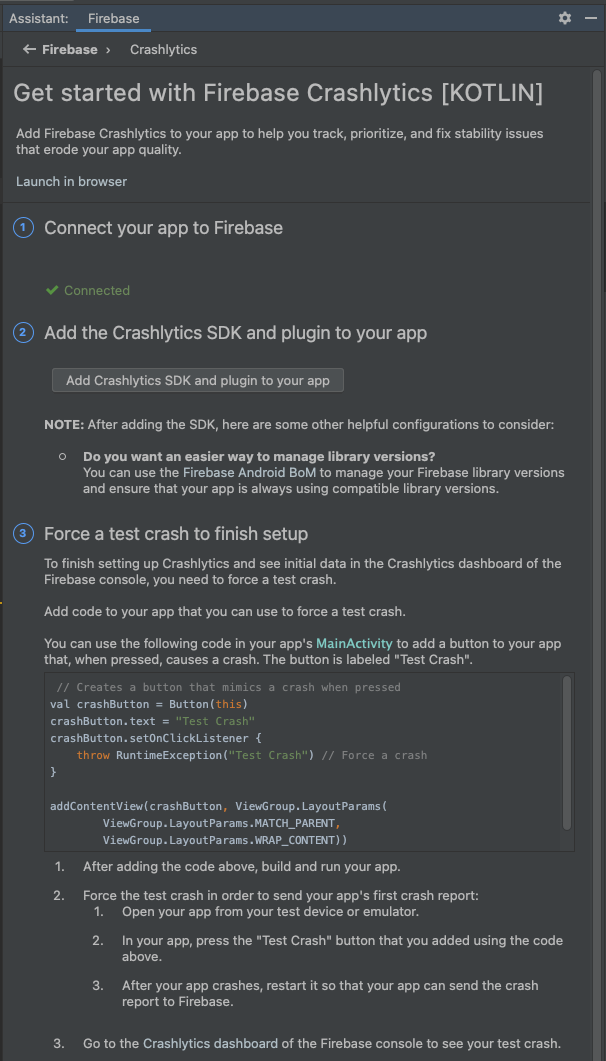 Assistant: Firebase
← Firebase › Crashlytics
Get started with Firebase Crashlytics [KOTLIN]
Add Firebase Crashlytics to your app to help you track, prioritize, and fix stability issues
that erode your app quality.
Launch in browser
1 Connect your app to Firebase
✔ Connected
2 Add the Crashlytics SDK and plugin to your app
Add Crashlytics SDK and plugin to your app
NOTE: After adding the SDK, here are some other helpful configurations to consider:
○ Do you want an easier way to manage library versions?
You can use the Firebase Android BoM to manage your Firebase library versions
and ensure that your app is always using compatible library versions.
3 Force a test crash to finish setup
To finish setting up Crashlytics and see initial data in the Crashlytics dashboard of the
Firebase console, you need to force a test crash.
Add code to your app that you can use to force a test crash.
You can use the following code in your app's MainActivity to add a button to your app
that, when pressed, causes a crash. The button is labeled "Test Crash".
// Creates a button that mimics a crash when pressed
val crashButton = Button(this)
crashButton.text = "Test Crash"
crashButton.setOnClickListener {
    throw RuntimeException("Test Crash") // Force a crash
}
addContentView(crashButton, ViewGroup.LayoutParams(
        ViewGroup.LayoutParams.MATCH_PARENT,
        ViewGroup.LayoutParams.WRAP_CONTENT))
1. After adding the code above, build and run your app.
2. Force the test crash in order to send your app's first crash report:
1. Open your app from your test device or emulator.
2. In your app, press the "Test Crash" button that you added using the code
above.
3. After your app crashes, restart it so that your app can send the crash
report to Firebase.
3. Go to the Crashlytics dashboard of the Firebase console to see your test crash.